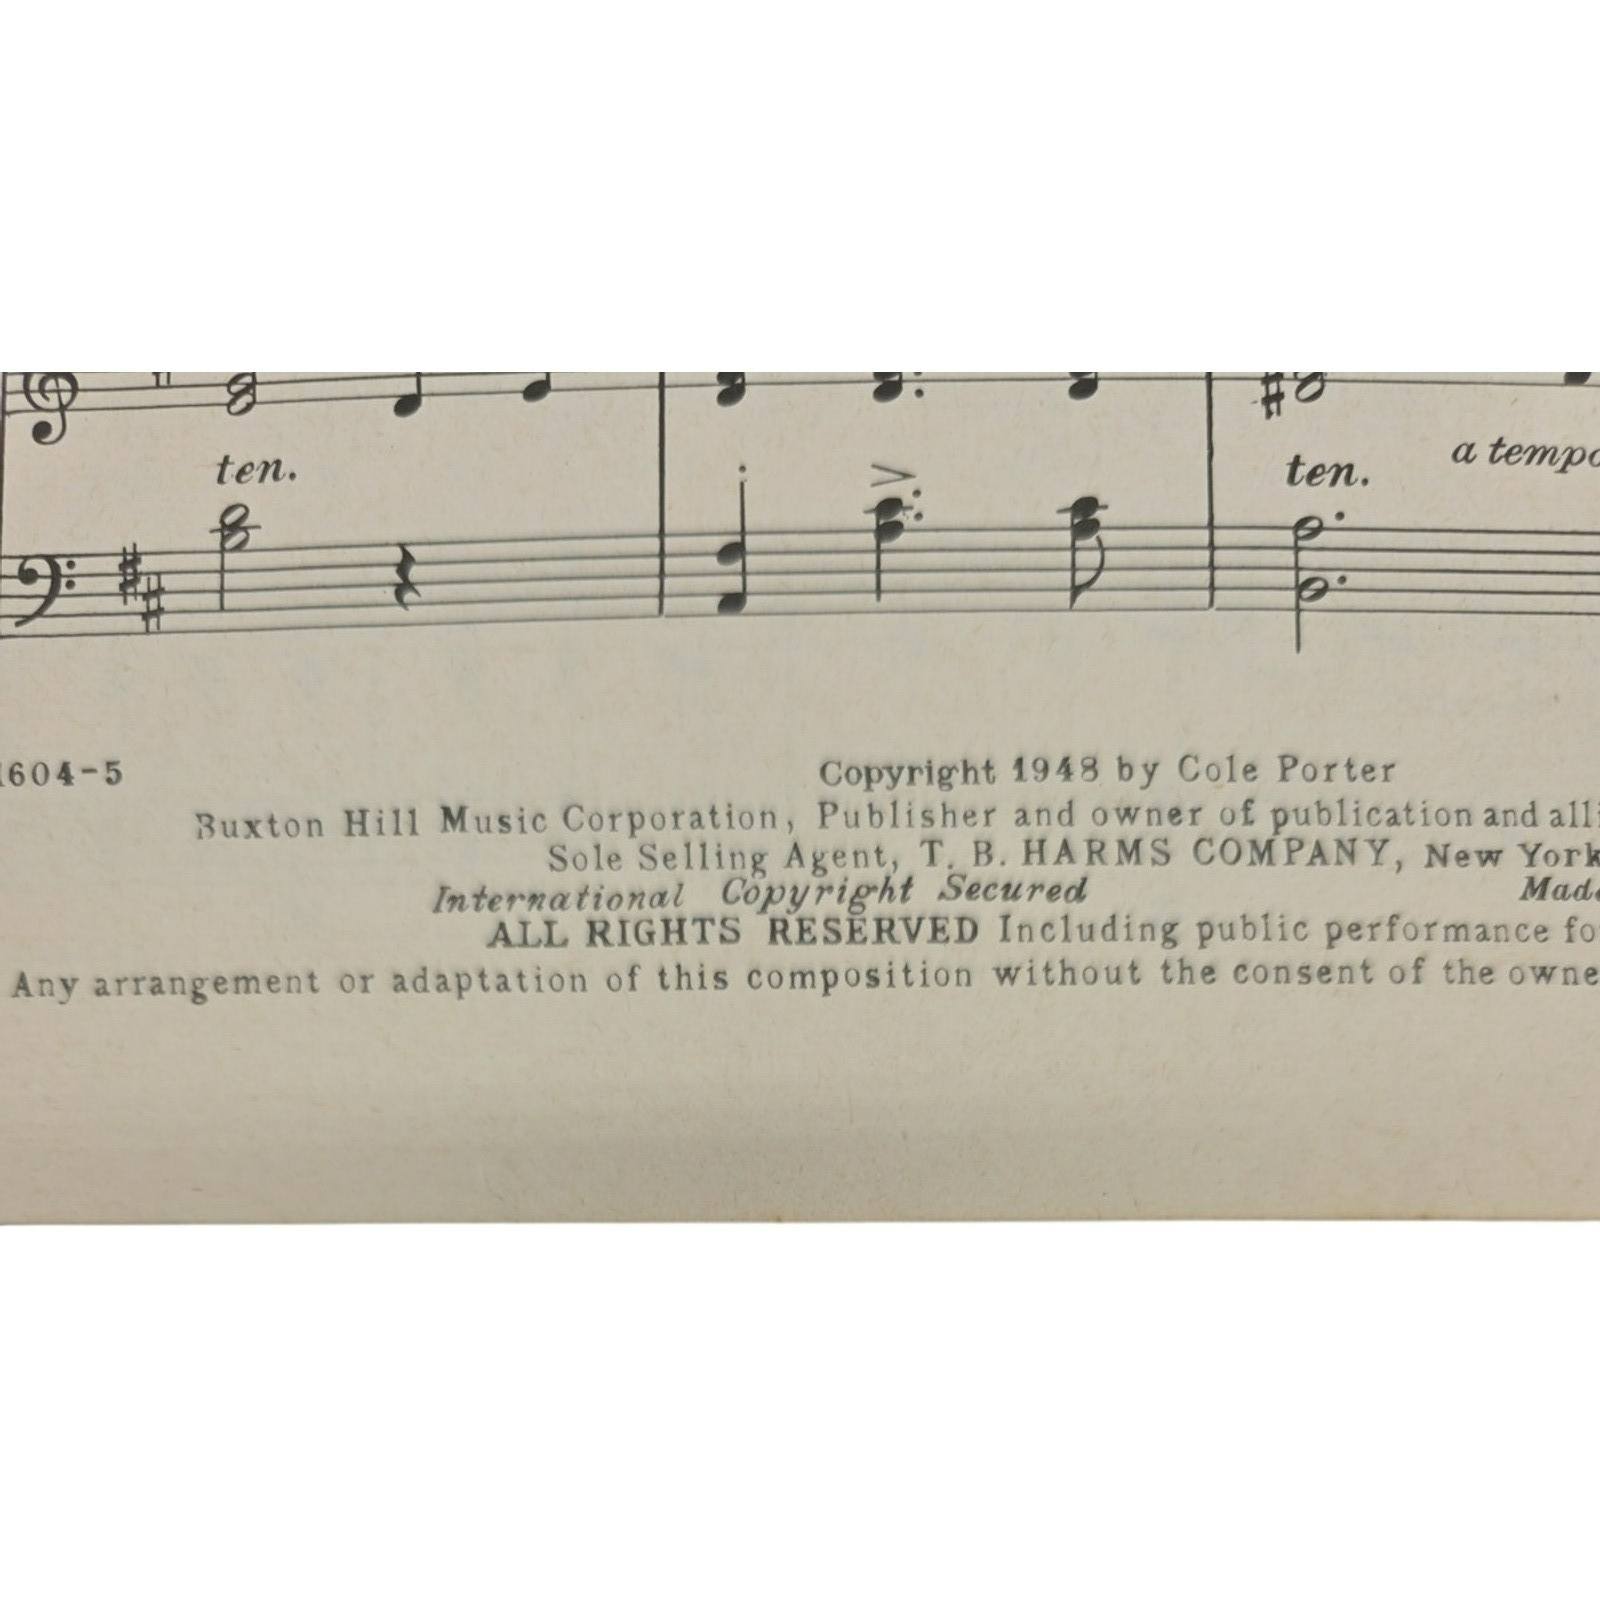 ten.
ten.
a tempo
1604-5
Copyright 1948 by Cole Porter
Buxton Hill Music Corporation, Publisher and owner of publication and alli
Sole Selling Agent, T. B. HARMS COMPANY, New York
International Copyright Secured
Made
ALL RIGHTS RESERVED Including public performance fo
Any arrangement or adaptation of this composition without the consent of the owne